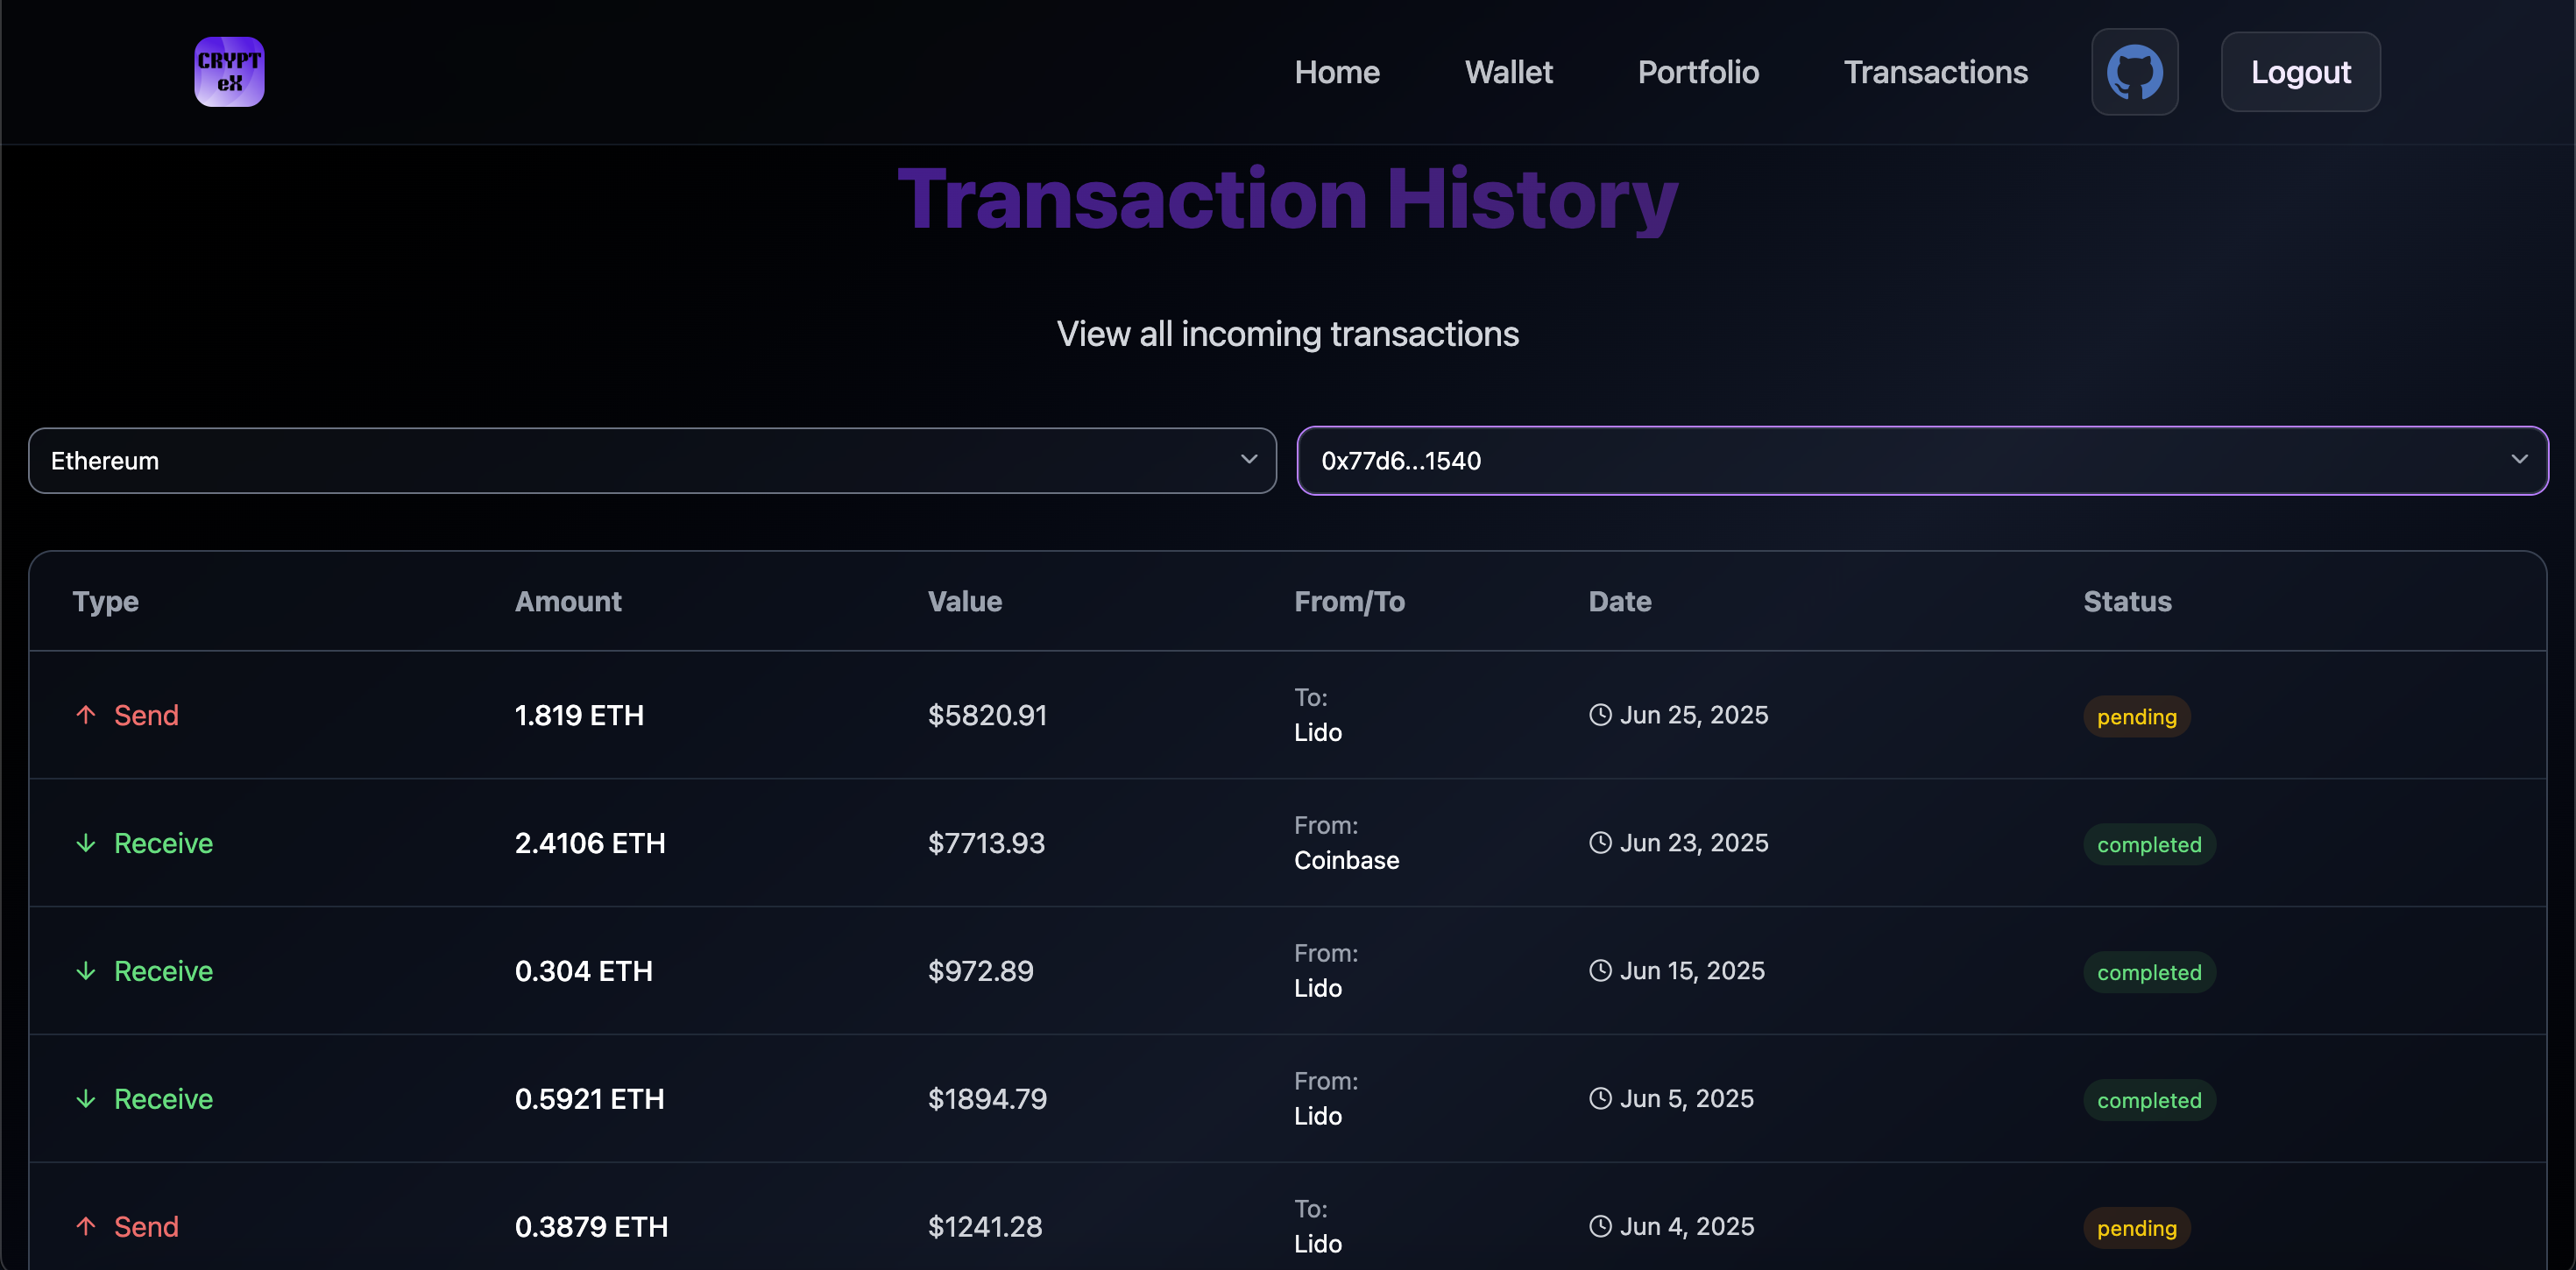 CRYPT
eX
Home Wallet Portfolio Transactions Logout
Transaction History
View all incoming transactions
Ethereum 0x77d6...1540
Type Amount Value From/To Date Status
Send 1.819 ETH $5820.91 To: Lido Jun 25, 2025 pending
Receive 2.4106 ETH $7713.93 From: Coinbase Jun 23, 2025 completed
Receive 0.304 ETH $972.89 From: Lido Jun 15, 2025 completed
Receive 0.5921 ETH $1894.79 From: Lido Jun 5, 2025 completed
Send 0.3879 ETH $1241.28 To: Lido Jun 4, 2025 pending